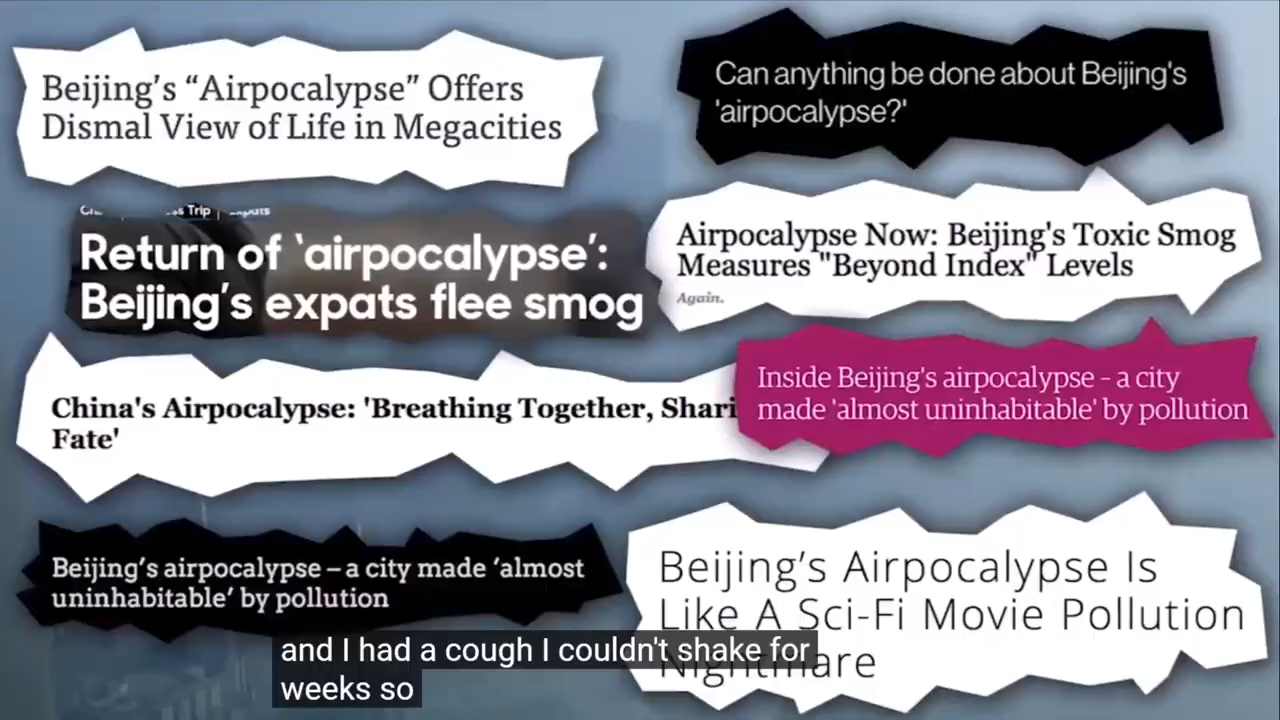 Beijing's “Airpocalypse” Offers
Dismal View of Life in Megacities
Can anything be done about Beijing's
'airpocalypse?'
Trip
Return of ‘airpocalypse’:
Beijing’s expats flee smog
Airpocalypse Now: Beijing's Toxic Smog
Measures "Beyond Index" Levels
Again.
China's Airpocalypse: 'Breathing Together,
Fate'
Inside Beijing's airpocalypse – a city
made 'almost uninhabitable' by pollution
Beijing’s airpocalypse – a city made ‘almost
uninhabitable’ by pollution
Beijing’s Airpocalypse Is
Like A Sci-Fi Movie Pollution
Nightmare
and I had a cough I couldn't shake for
weeks so